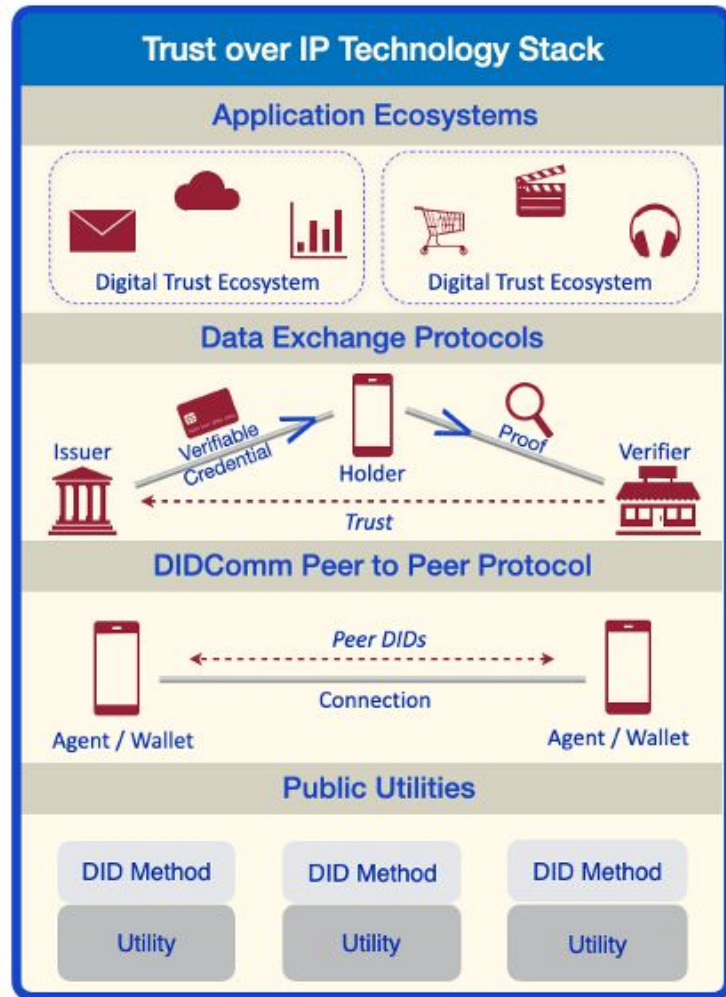 Trust over IP Technology Stack
Application Ecosystems
Digital Trust Ecosystem
Digital Trust Ecosystem
Data Exchange Protocols
Issuer
Verifiable
Credential
Holder
Proof
Verifier
Trust
DIDComm Peer to Peer Protocol
Peer DIDs
Connection
Agent / Wallet
Agent / Wallet
Public Utilities
DID Method
DID Method
DID Method
Utility
Utility
Utility